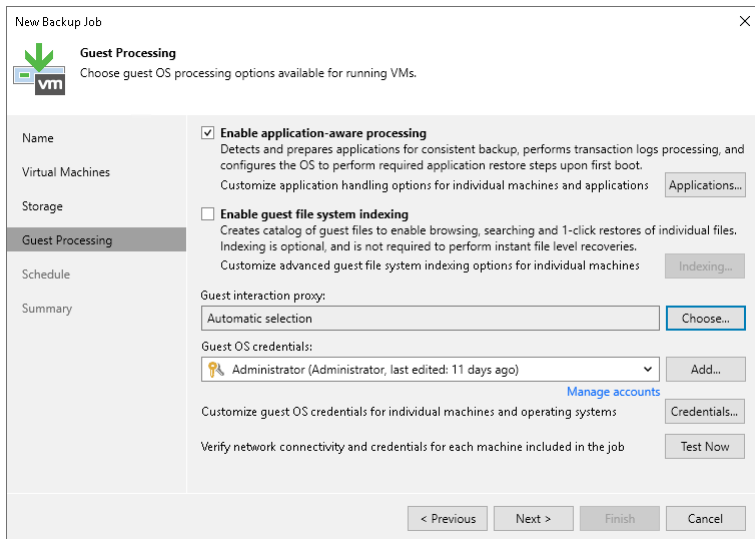 New Backup Job
Guest Processing
Choose guest OS processing options available for running VMs.
vm
Name
Virtual Machines
Storage
Guest Processing
Schedule
Summary
Enable application-aware processing
Detects and prepares applications for consistent backup, performs transaction logs processing, and
configures the OS to perform required application restore steps upon first boot.
Customize application handling options for individual machines and applications
Applications...
Enable guest file system indexing
Creates catalog of guest files to enable browsing, searching and 1-click restores of individual files.
Indexing is optional, and is not required to perform instant file level recoveries.
Customize advanced guest file system indexing options for individual machines
Indexing...
Guest interaction proxy:
Automatic selection
Choose...
Guest OS credentials:
Administrator (Administrator, last edited: 11 days ago)
Add...
Manage accounts
Customize guest OS credentials for individual machines and operating systems
Credentials...
Verify network connectivity and credentials for each machine included in the job
Test Now
< Previous
Next >
Finish
Cancel